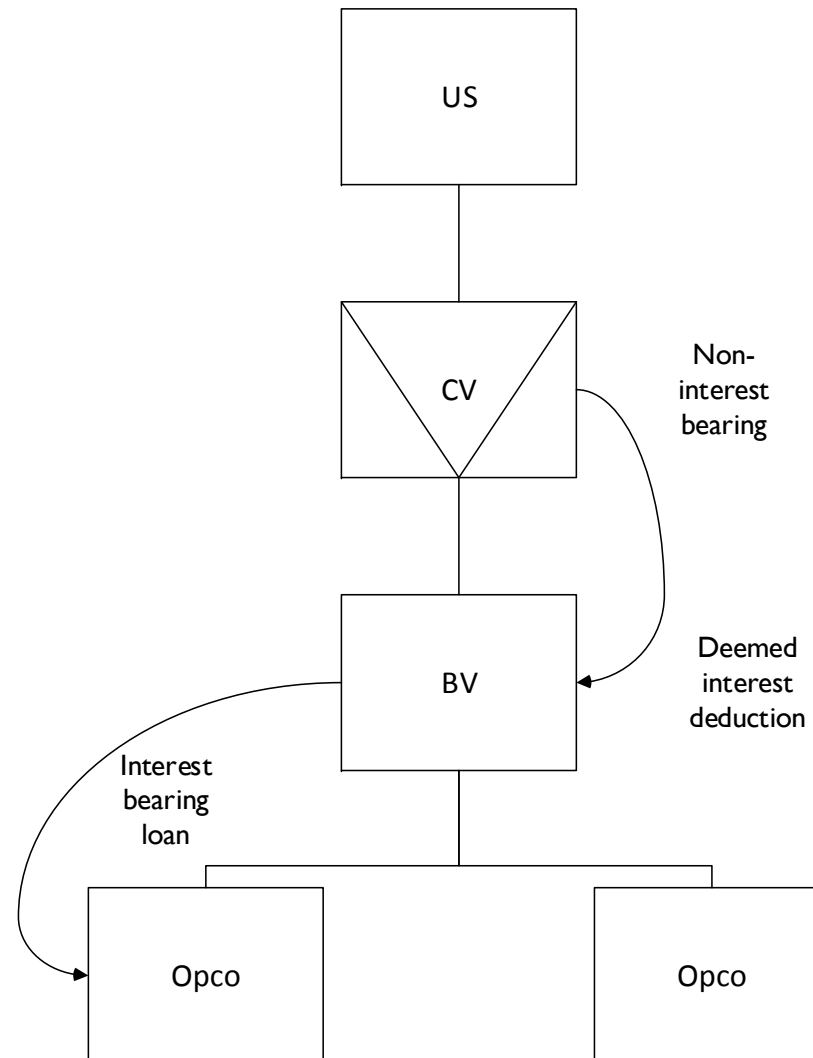 US
CV
Non-
interest
bearing
BV
Deemed
interest
deduction
Interest
bearing
loan
Opco
Opco